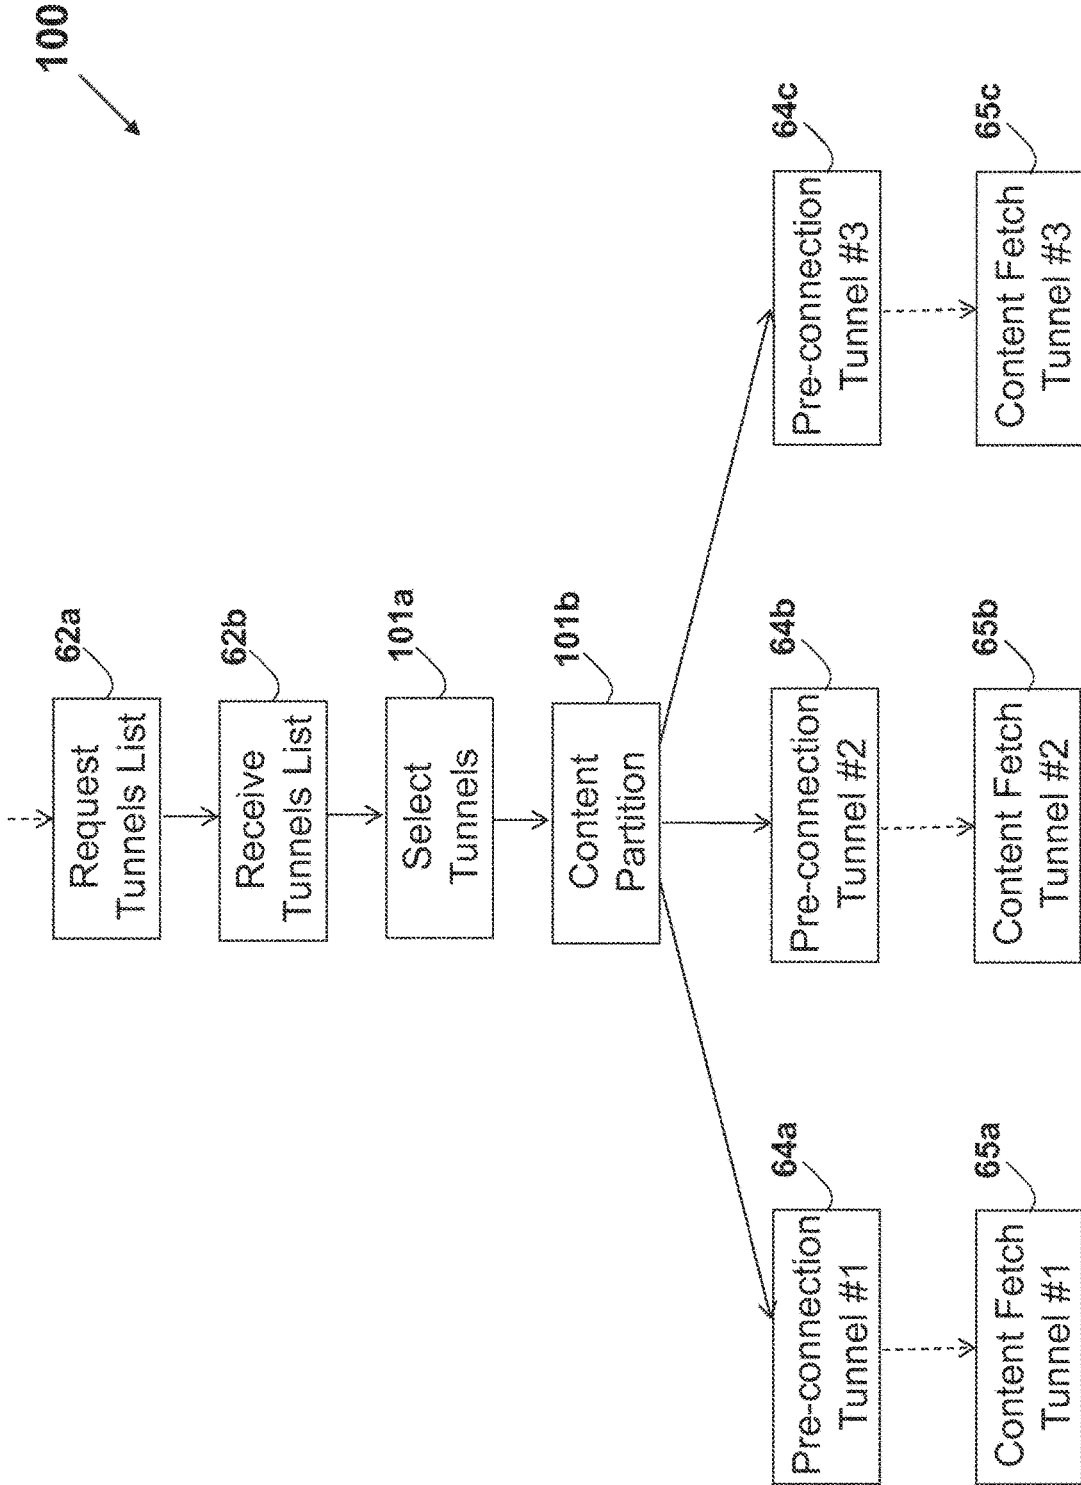 100
62a
Request
Tunnels List
62b
Receive
Tunnels List
101a
Select
Tunnels
101b
Content
Partition
64a
Pre-connection
Tunnel #1
64b
Pre-connection
Tunnel #2
64c
Pre-connection
Tunnel #3
65a
Content Fetch
Tunnel #1
65b
Content Fetch
Tunnel #2
65c
Content Fetch
Tunnel #3